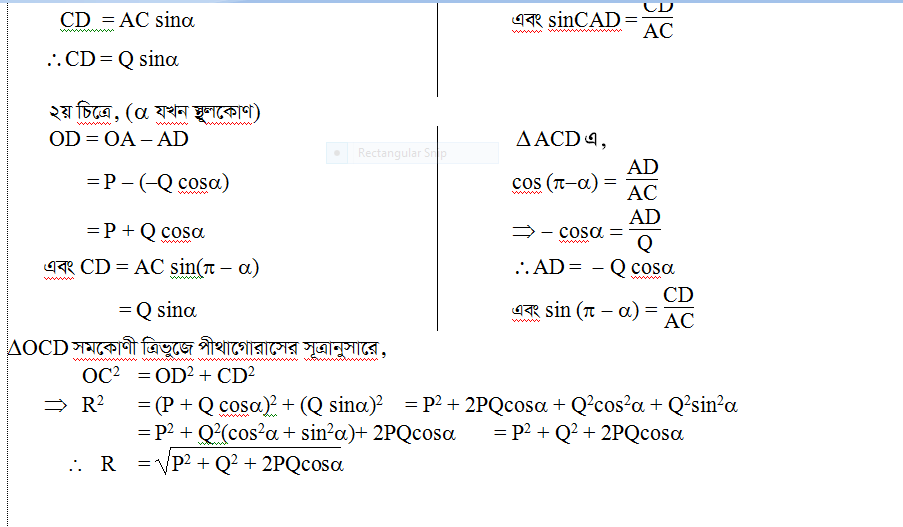 CD = AC sinα
এবং sinCAD = CD/AC
∴ CD = Q sinα
২য় চিত্রে, (α যখন স্থূলকোণ)
OD = OA – AD
Δ ACD এ,
= P – (–Q cosα)
cos (π–α) = AD/AC
= P + Q cosα
⇒ – cosα = AD/Q
এবং CD = AC sin(π – α)
∴ AD = – Q cosα
= Q sinα
এবং sin (π – α) = CD/AC
Rectangular Snip
ΔOCD সমকোণী ত্রিভুজে পীথাগোরাসের সূত্রানুসারে,
OC² = OD² + CD²
⇒ R² = (P + Q cosα)² + (Q sinα)² = P² + 2PQcosα + Q²cos²α + Q²sin²α
= P² + Q²(cos²α + sin²α)+ 2PQcosα = P² + Q² + 2PQcosα
∴ R = √P² + Q² + 2PQcosα